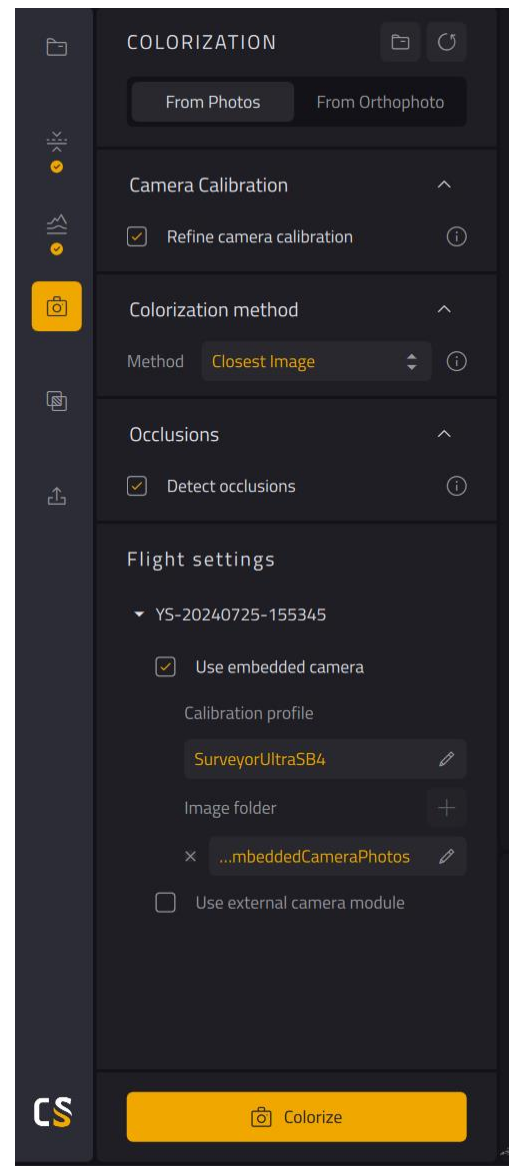 COLORIZATION
From Photos From Orthophoto
Camera Calibration
Refine camera calibration
Colorization method
Method Closest Image
Occlusions
Detect occlusions
Flight settings
YS-20240725-155345
Use embedded camera
Calibration profile
SurveyorUltraSB4
Image folder
...mbeddedCameraPhotos
Use external camera module
CS
Colorize